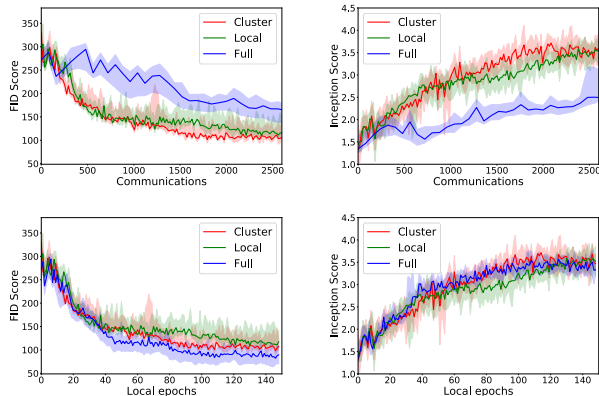 350
300
250
200
150
100
50
FID Score
0 500 1000 1500 2000 2500
Communications
Cluster
Local
Full
4.5
4.0
3.5
3.0
2.5
2.0
1.5
1.0
Inception Score
0 500 1000 1500 2000 2500
Communications
Cluster
Local
Full
350
300
250
200
150
100
50
FID Score
0 20 40 60 80 100 120 140
Local epochs
Cluster
Local
Full
4.5
4.0
3.5
3.0
2.5
2.0
1.5
1.0
Inception Score
0 20 40 60 80 100 120 140
Local epochs
Cluster
Local
Full